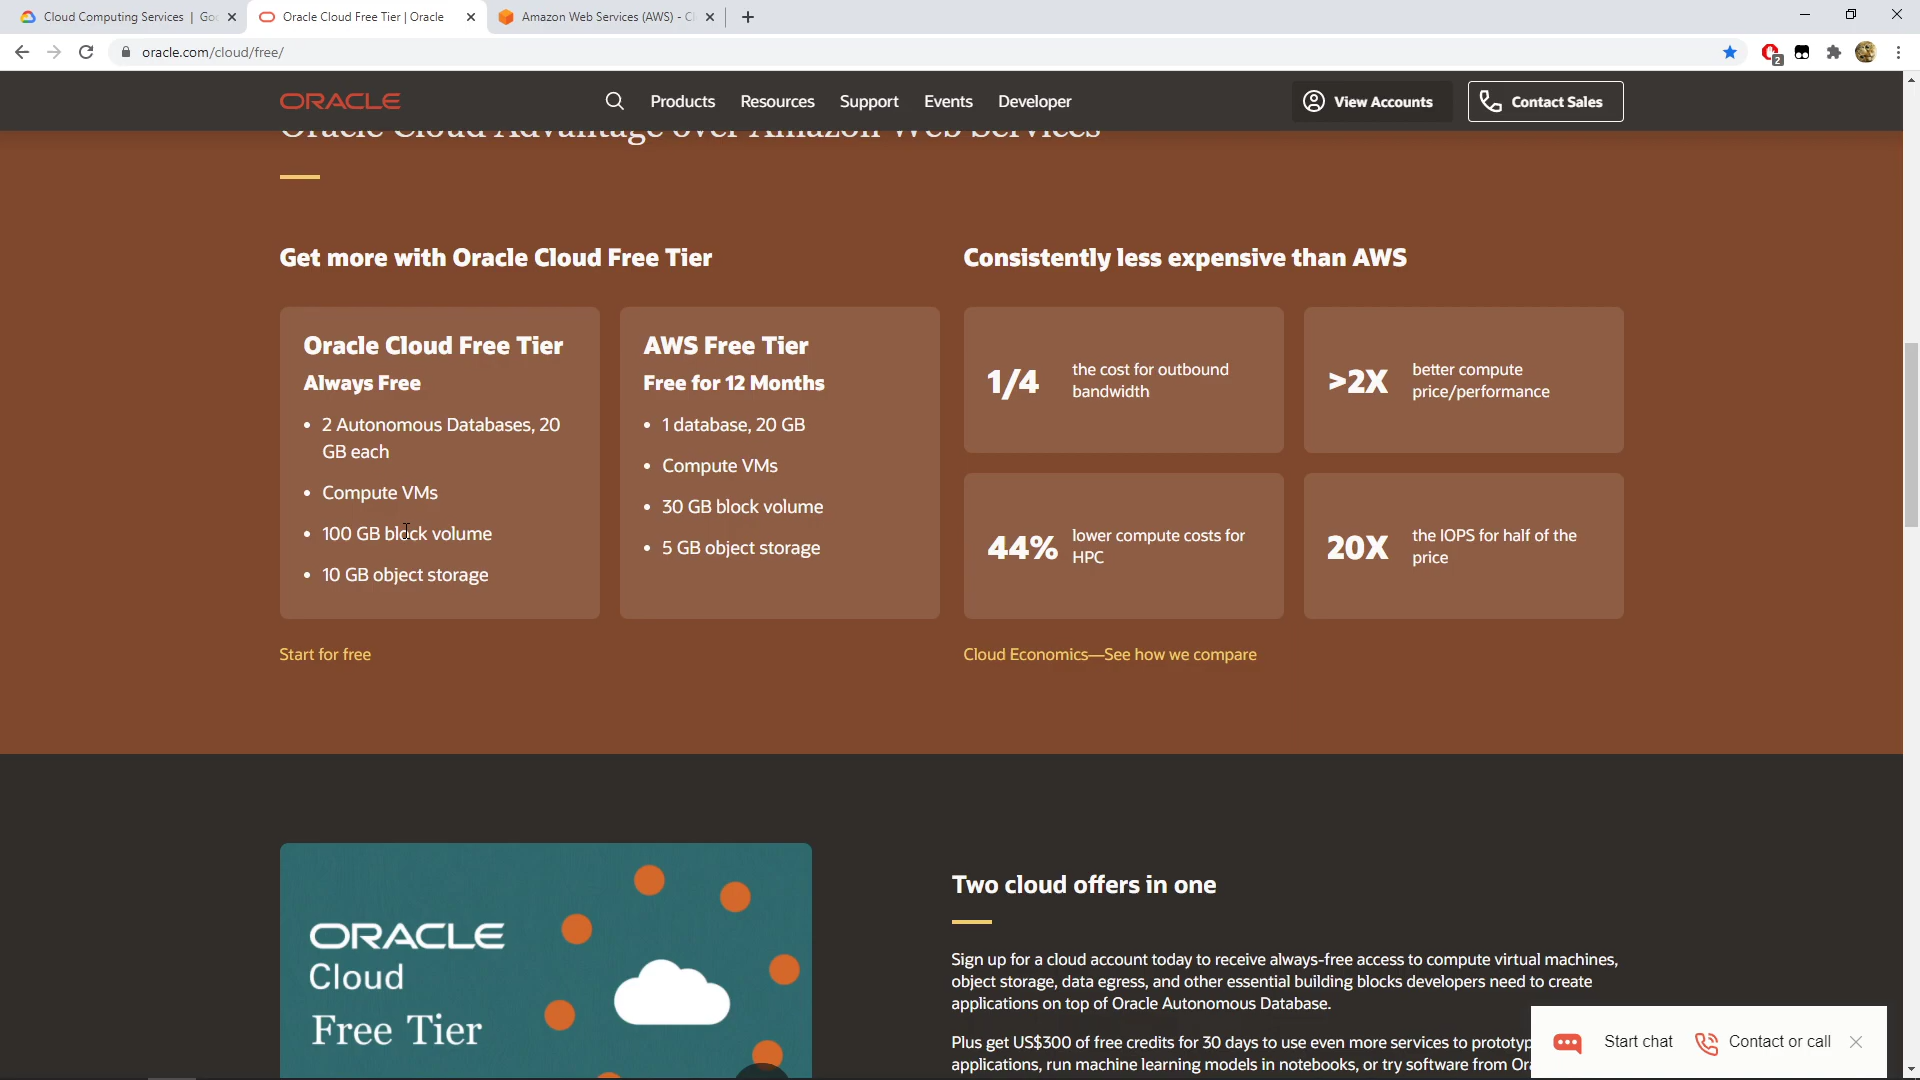 Cloud Computing Services | Goo
Oracle Cloud Free Tier | Oracle
Amazon Web Services (AWS) - Cl
oracle.com/cloud/free/
2
ORACLE
Products
Resources
Support
Events
Developer
View Accounts
Contact Sales
Oracle Cloud Advantage over Amazon Web Services
Get more with Oracle Cloud Free Tier
Oracle Cloud Free Tier
Always Free
• 2 Autonomous Databases, 20
GB each
• Compute VMs
• 100 GB block volume
• 10 GB object storage
AWS Free Tier
Free for 12 Months
• 1 database, 20 GB
• Compute VMs
• 30 GB block volume
• 5 GB object storage
Start for free
Consistently less expensive than AWS
1/4
the cost for outbound
bandwidth
>2X
better compute
price/performance
44%
lower compute costs for
HPC
20X
the IOPS for half of the
price
Cloud Economics—See how we compare
ORACLE
Cloud
Free Tier
Two cloud offers in one
Sign up for a cloud account today to receive always-free access to compute virtual machines,
object storage, data egress, and other essential building blocks developers need to create
applications on top of Oracle Autonomous Database.
Plus get US$300 of free credits for 30 days to use even more services to prototyp
applications, run machine learning models in notebooks, or try software from Or
Start chat
Contact or call